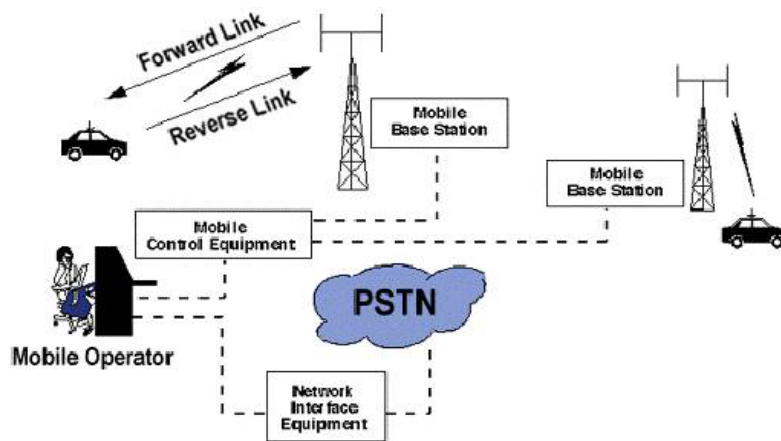 Forward Link
Reverse Link
Mobile
Base Station
Mobile
Base Station
Mobile
Control Equipment
PSTN
Mobile Operator
Network
Interface
Equipment